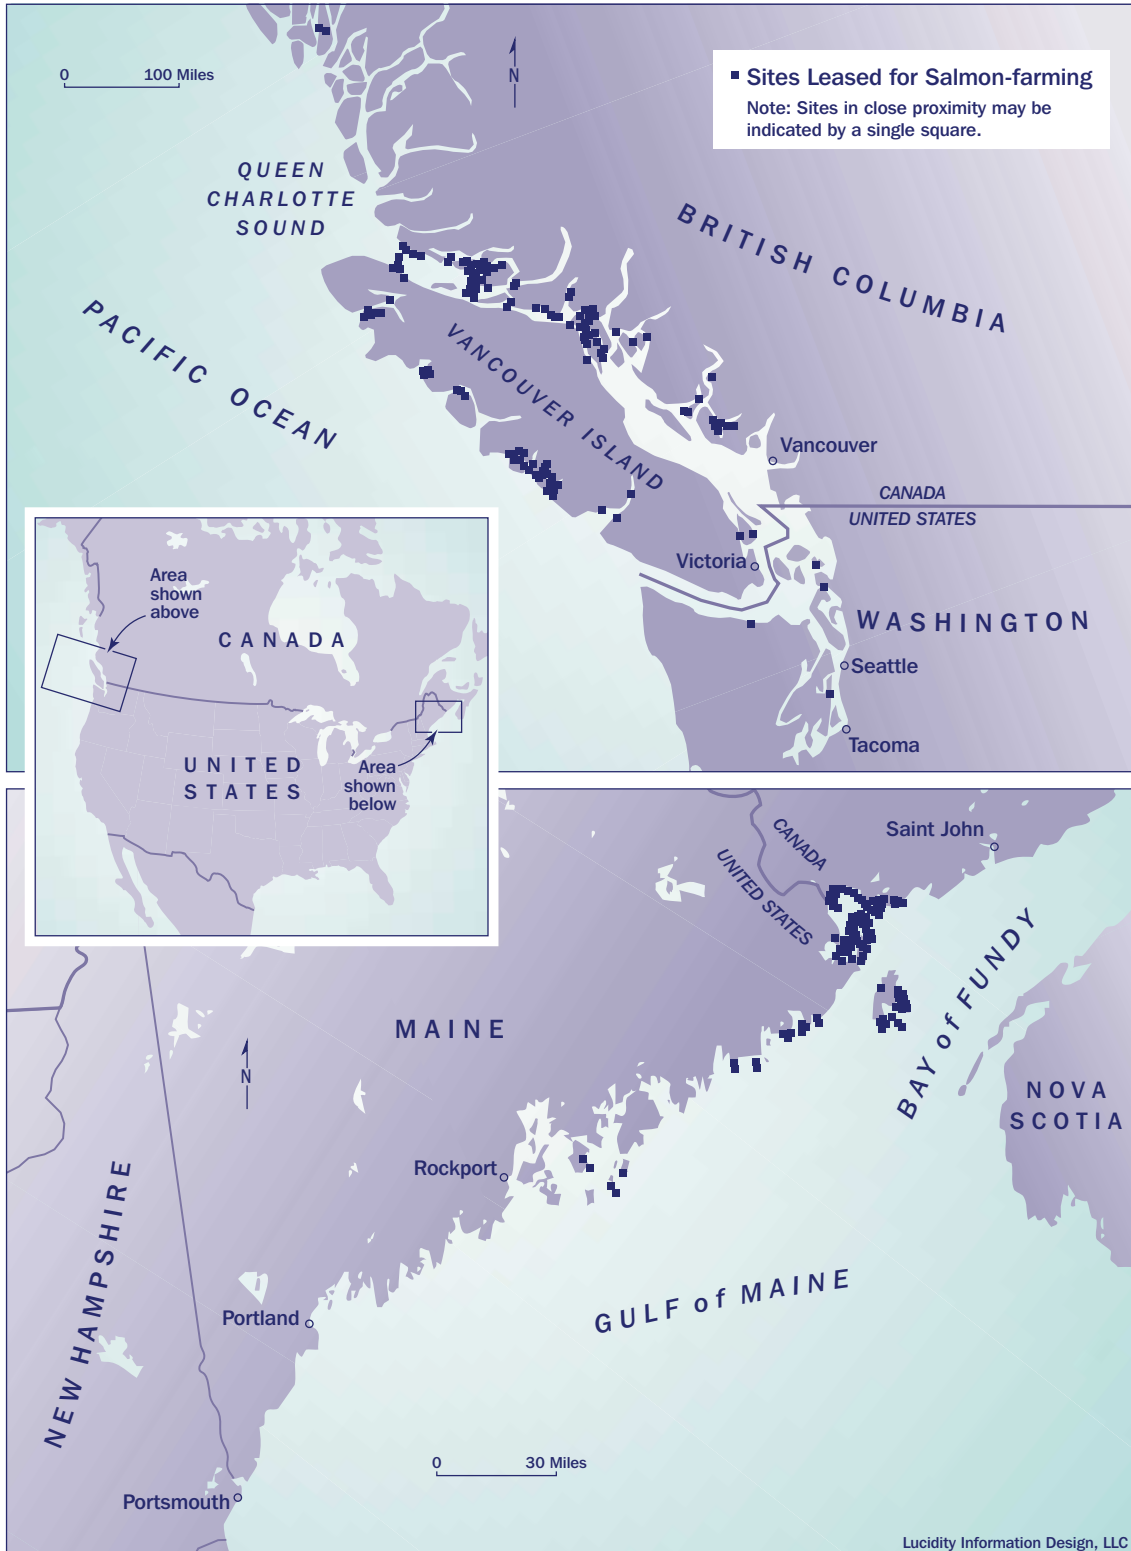 0 100 Miles
N
Sites Leased for Salmon-farming
Note: Sites in close proximity may be
indicated by a single square.
QUEEN
CHARLOTTE
SOUND
BRITISH COLUMBIA
PACIFIC OCEAN
VANCOUVER ISLAND
Vancouver
CANADA
UNITED STATES
Victoria
WASHINGTON
Seattle
Tacoma
Area
shown
above
CANADA
UNITED
STATES
Area
shown
below
Saint John
CANADA
UNITED STATES
BAY of FUNDY
MAINE
N
NOVA
SCOTIA
Rockport
NEW HAMPSHIRE
GULF of MAINE
Portland
0 30 Miles
Portsmouth
Lucidity Information Design, LLC